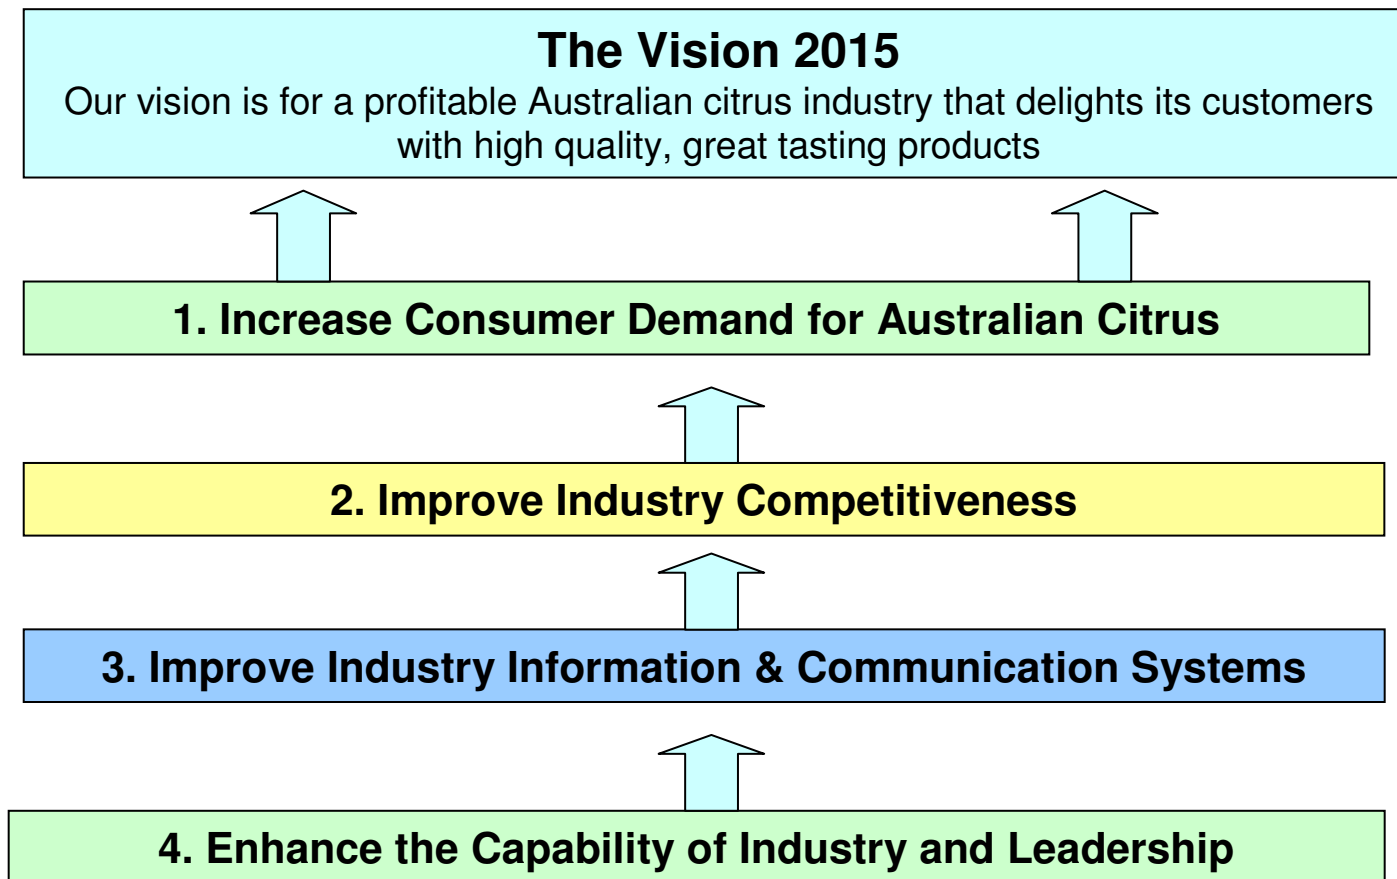 The Vision 2015
Our vision is for a profitable Australian citrus industry that delights its customers
with high quality, great tasting products
1. Increase Consumer Demand for Australian Citrus
2. Improve Industry Competitiveness
3. Improve Industry Information & Communication Systems
4. Enhance the Capability of Industry and Leadership